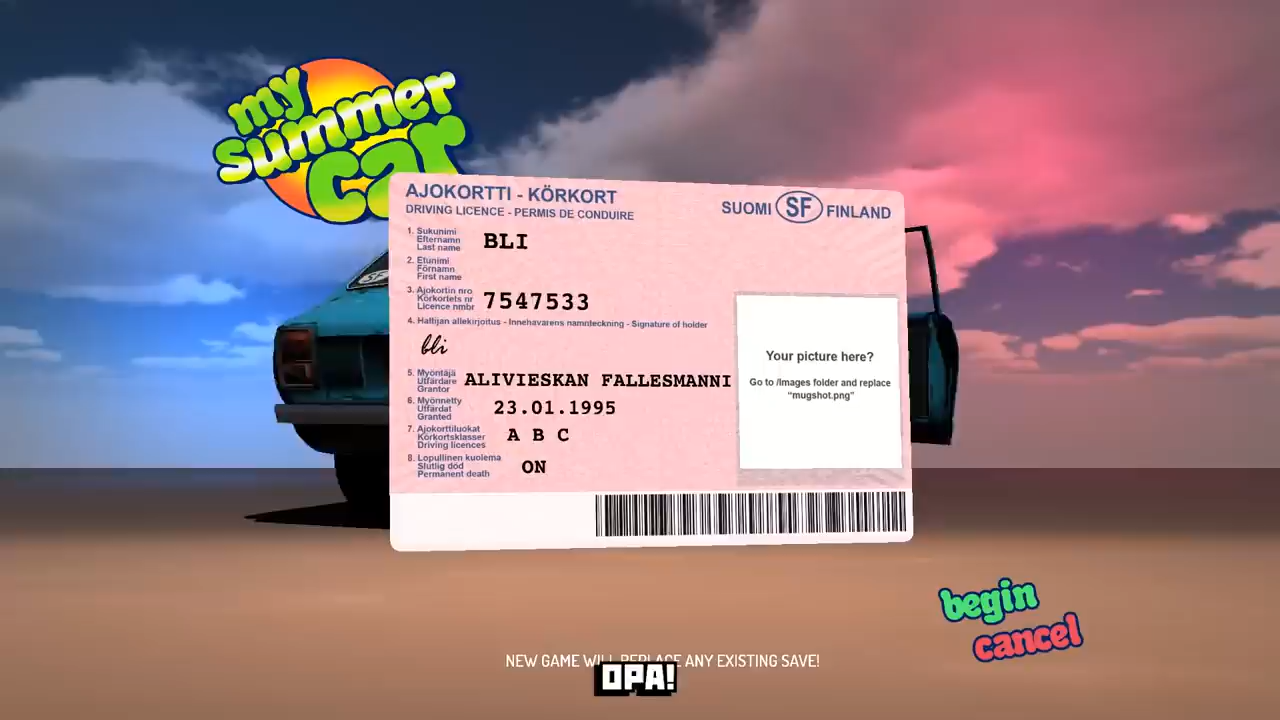 my
summer
car
AJOKORTTI - KÖRKORT
DRIVING LICENCE - PERMIS DE CONDUIRE
SUOMI SF FINLAND
1. Sukunimi
Efternamn
Last name
BLI
2. Etunimi
Förnamn
First name
3. Ajokortin nro
Körkortets nr
Licence nmbr
7547533
4. Haltijan allekirjoitus - Innehavarens namnteckning - Signature of holder
bli
5. Myöntäjä
Utfärdare
Grantor
ALIVIESKAN FALLESMANNI
6. Myönnetty
Utfärdat
Granted
23.01.1995
7. Ajokorttiluokat
Körkortsklasser
Driving licences
A B C
8. Lopullinen kuolema
Slutlig död
Permanent death
ON
Your picture here?
Go to /Images folder and replace
"mugshot.png"
SF
begin
cancel
NEW GAME WILL REPLACE ANY EXISTING SAVE!
OPA!